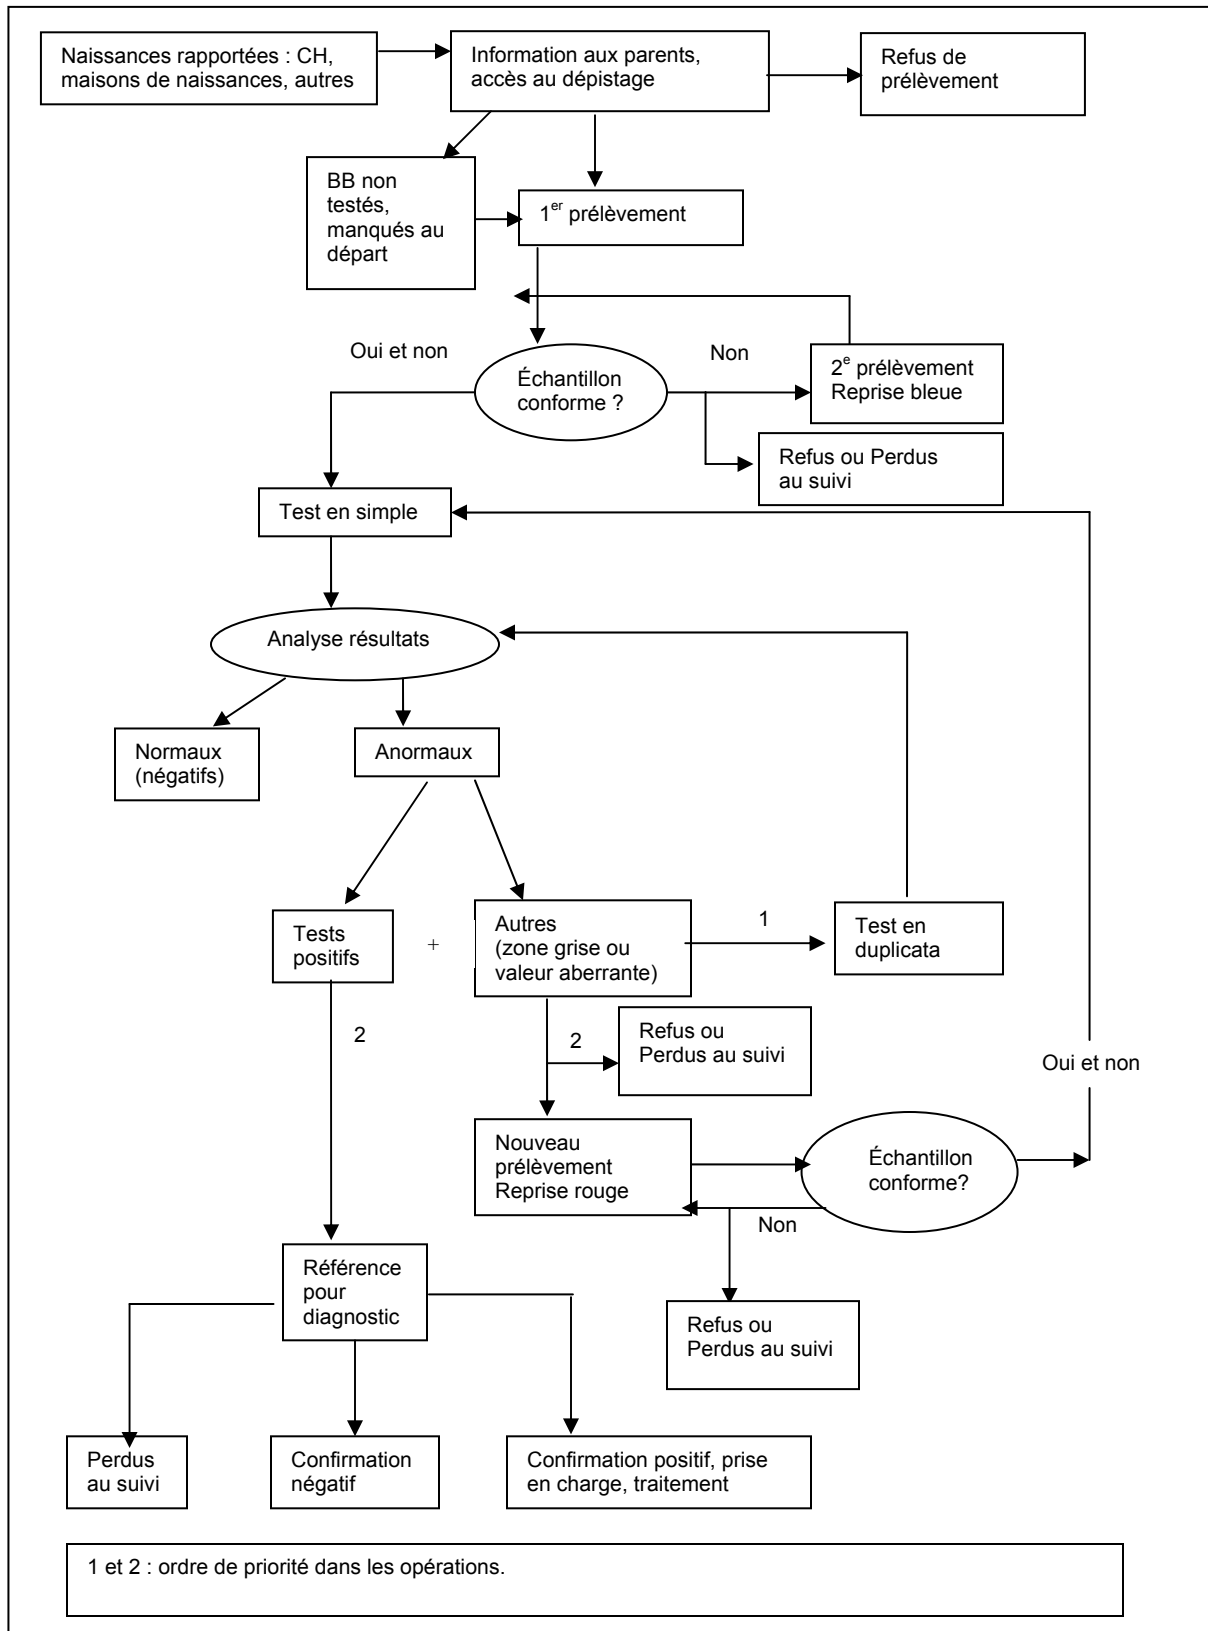 Naissances rapportées : CH,
maisons de naissances, autres
Information aux parents,
accès au dépistage
Refus de
prélèvement
BB non
testés,
manqués au
départ
1er prélèvement
Oui et non
Échantillon
conforme ?
Non
2e prélèvement
Reprise bleue
Refus ou Perdus
au suivi
Test en simple
Analyse résultats
Normaux
(négatifs)
Anormaux
Tests
positifs
+
Autres
(zone grise ou
valeur aberrante)
1
Test en
duplicata
2
2
Refus ou
Perdus au suivi
Oui et non
Nouveau
prélèvement
Reprise rouge
Échantillon
conforme?
Non
Référence
pour
diagnostic
Refus ou
Perdus au suivi
Perdus
au suivi
Confirmation
négatif
Confirmation positif, prise
en charge, traitement
1 et 2 : ordre de priorité dans les opérations.